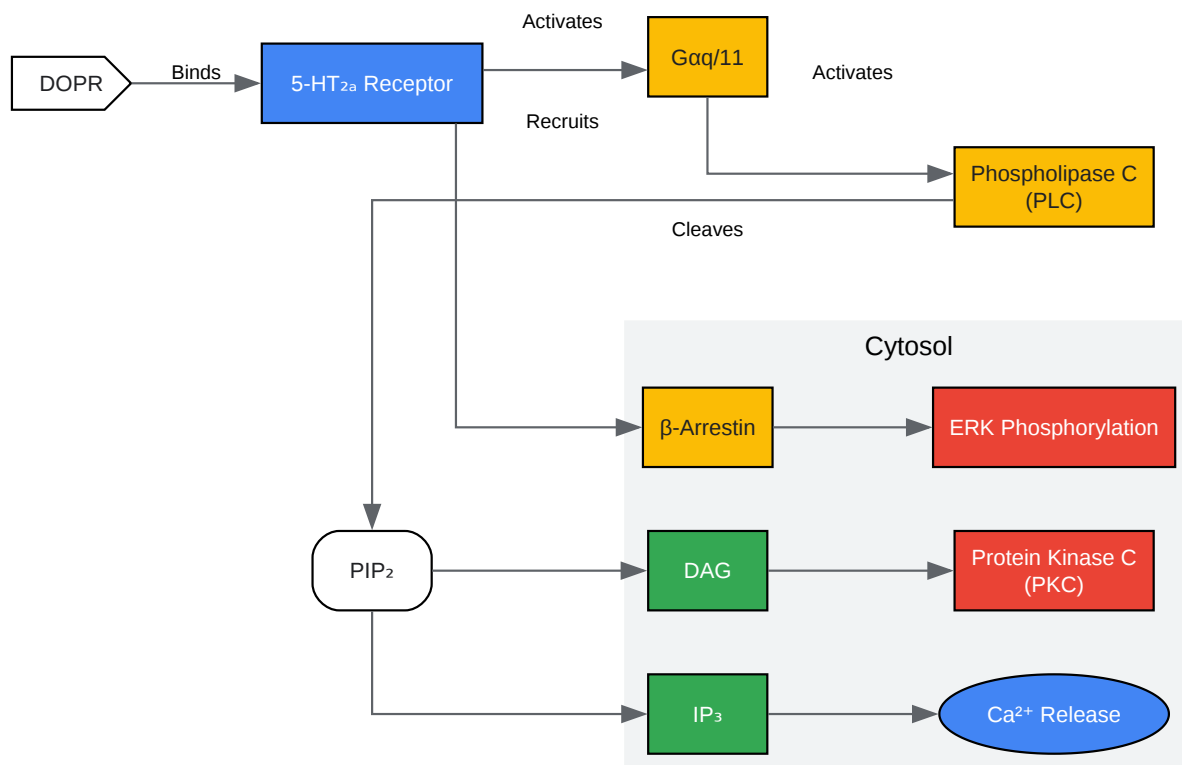 Activates
DOPR
Binds
5-HT₂ₐ Receptor
Gαq/11
Activates
Recruits
Phospholipase C
(PLC)
Cleaves
Cytosol
β-Arrestin
ERK Phosphorylation
PIP₂
DAG
Protein Kinase C
(PKC)
IP₃
Ca²⁺ Release